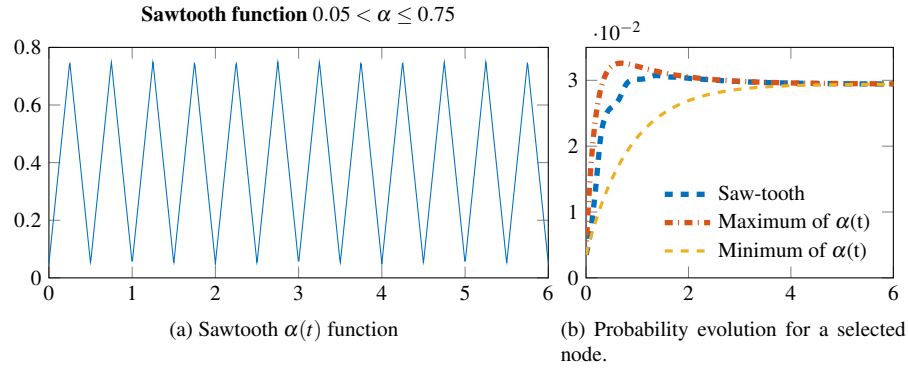 Sawtooth function 0.05 < α ≤ 0.75
0.8
0.6
0.4
0.2
0
0 1 2 3 4 5 6
(a) Sawtooth α(t) function
·10⁻²
3
2
1
0
0 2 4 6
Saw-tooth
Maximum of α(t)
Minimum of α(t)
(b) Probability evolution for a selected
node.